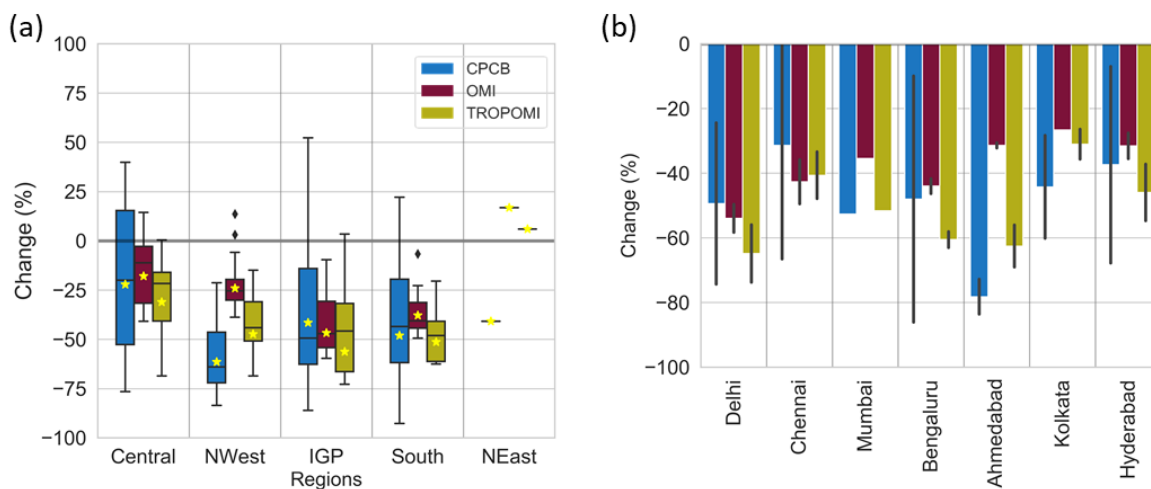 (a)
Change (%)
100
75
50
25
0
−25
−50
−75
−100
CPCB
OMI
TROPOMI
Central
NWest
IGP
South
NEast
Regions
(b)
Change (%)
0
−20
−40
−60
−80
−100
Delhi
Chennai
Mumbai
Bengaluru
Ahmedabad
Kolkata
Hyderabad